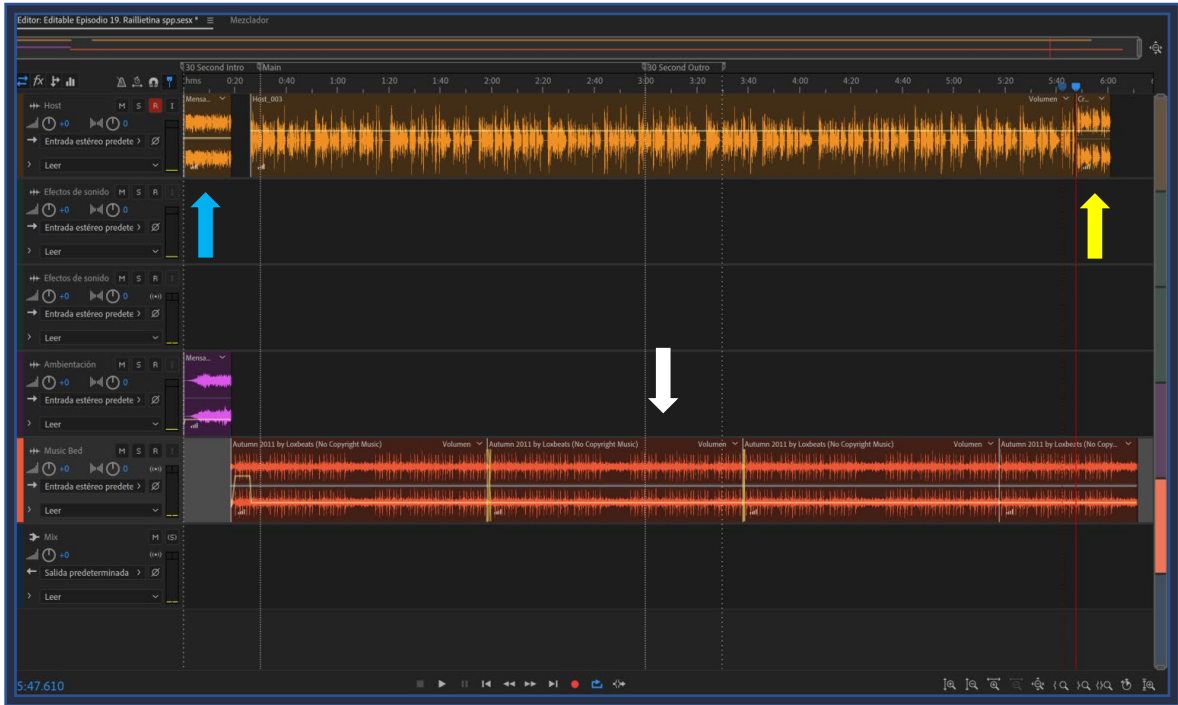 Editor: Editable Episodio 19. Raillietina spp.sesx * ≡ Mezclador
30 Second Intro Main 30 Second Outro
fx hms 0:20 0:40 1:00 1:20 1:40 2:00 2:20 2:40 3:00 3:20 3:40 4:00 4:20 4:40 5:00 5:20 5:40 6:00
Host M S R I Mensa... Host_003 Volumen Cr...
+0 0
Entrada estéreo predete
Leer
Efectos de sonido M S R I
+0 0
Entrada estéreo predete
Leer
Efectos de sonido M S R I
+0 0
Entrada estéreo predete
Leer
Ambientación M S R I Mensa...
+0 0
Entrada estéreo predete
Leer
Music Bed M S R I Autumn 2011 by Loxbeats (No Copyright Music) Volumen Autumn 2011 by Loxbeats (No Copyright Music) Volumen Autumn 2011 by Loxbeats (No Copyright Music) Volumen Autumn 2011 by Loxbeats (No Copy...
+0 0
Entrada estéreo predete
Leer
Mix M (S)
+0
Salida predeterminada
Leer
5:47.610